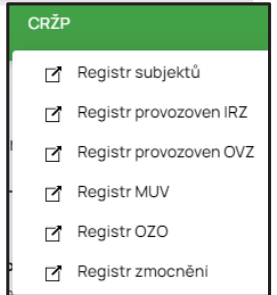 CRŽP
Registr subjektů
Registr provozoven IRZ
Registr provozoven OVZ
Registr MUV
Registr OZO
Registr zmocnění